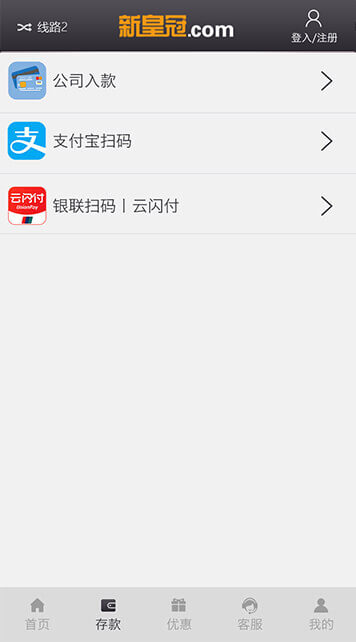 线路2
新皇冠.com
登入/注册
公司入款
支
支付宝扫码
云闪付
UnionPay
银联扫码丨云闪付
首页
存款
优惠
客服
我的